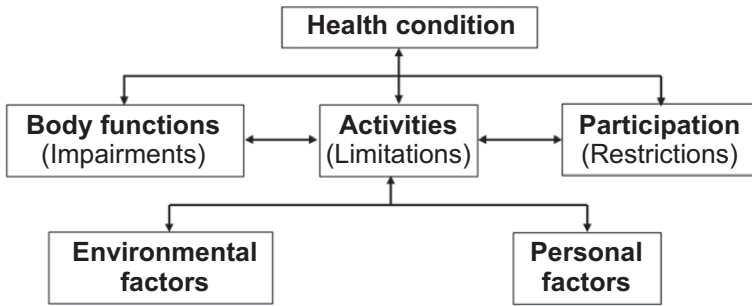 Health condition
Body functions
(Impairments)
Activities
(Limitations)
Participation
(Restrictions)
Environmental
factors
Personal
factors